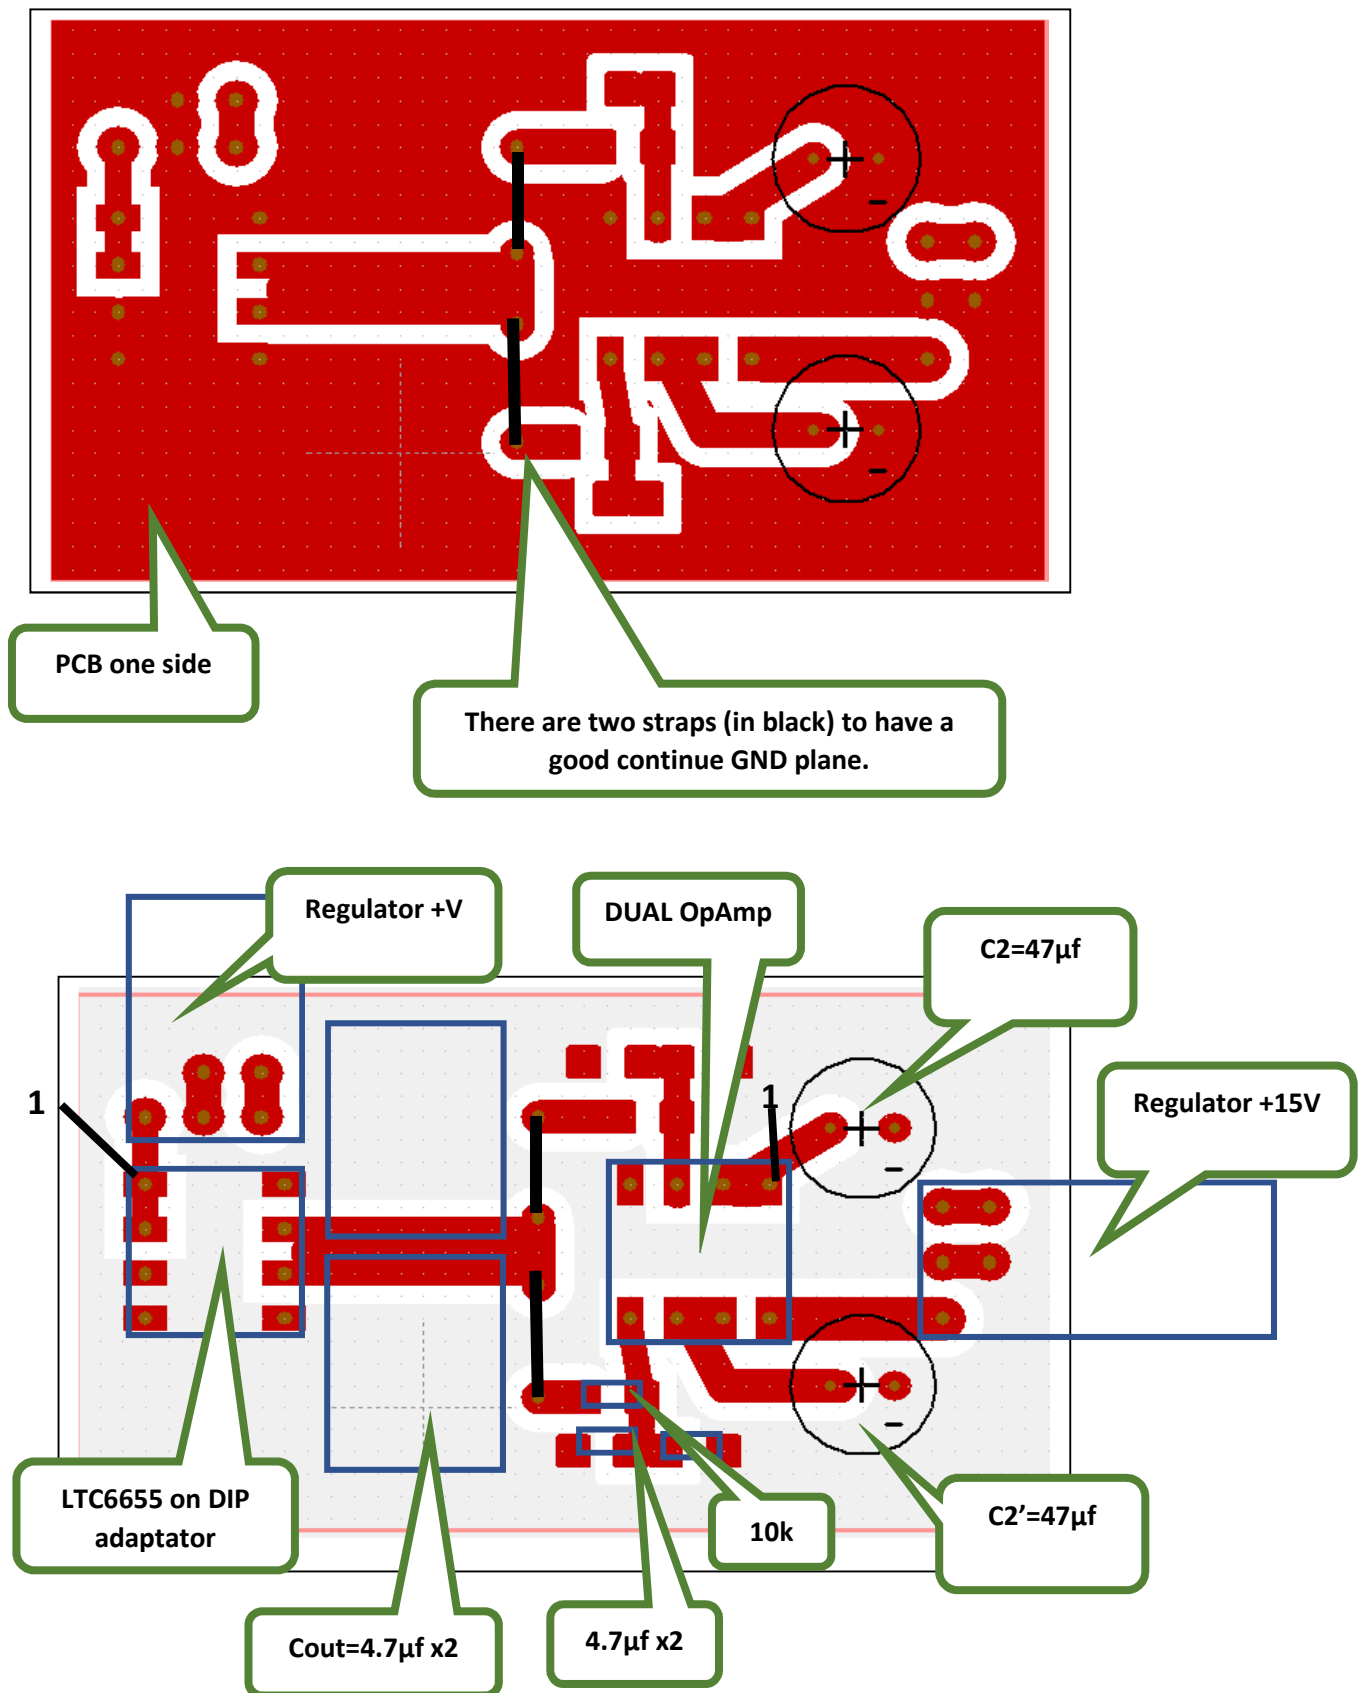 PCB one side
There are two straps (in black) to have a
good continue GND plane.
Regulator +V
DUAL OpAmp
C2=47µf
1
1
Regulator +15V
LTC6655 on DIP
adaptator
10k
C2’=47µf
Cout=4.7µf x2
4.7µf x2